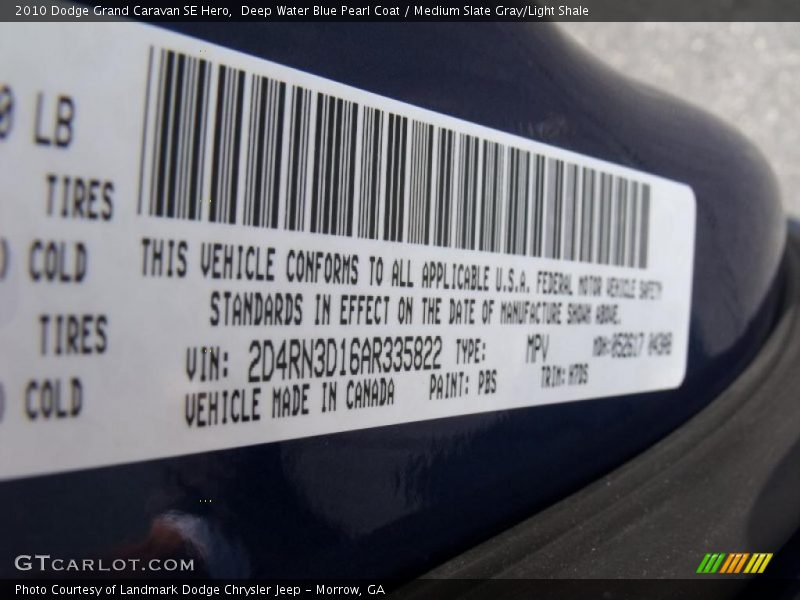 2010 Dodge Grand Caravan SE Hero, Deep Water Blue Pearl Coat / Medium Slate Gray/Light Shale
LB
TIRES
COLD
TIRES
COLD
THIS VEHICLE CONFORMS TO ALL APPLICABLE U.S.A. FEDERAL MOTOR VEHICLE SAFETY
STANDARDS IN EFFECT ON THE DATE OF MANUFACTURE SHOWN ABOVE.
VIN: 2D4RN3D16AR335822 TYPE: MPV MDH:
VEHICLE MADE IN CANADA PAINT: PBS TRIM: H7DS
GTCARLOT.COM
Photo Courtesy of Landmark Dodge Chrysler Jeep - Morrow, GA